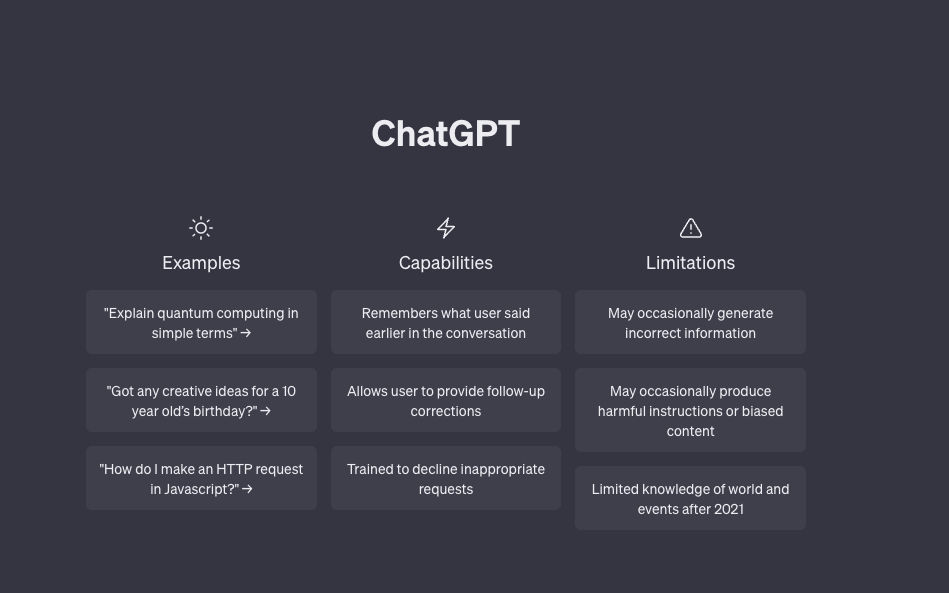 ChatGPT
Examples
"Explain quantum computing in
simple terms" →
"Got any creative ideas for a 10
year old's birthday?" →
"How do I make an HTTP request
in Javascript?" →
Capabilities
Remembers what user said
earlier in the conversation
Allows user to provide follow-up
corrections
Trained to decline inappropriate
requests
Limitations
May occasionally generate
incorrect information
May occasionally produce
harmful instructions or biased
content
Limited knowledge of world and
events after 2021